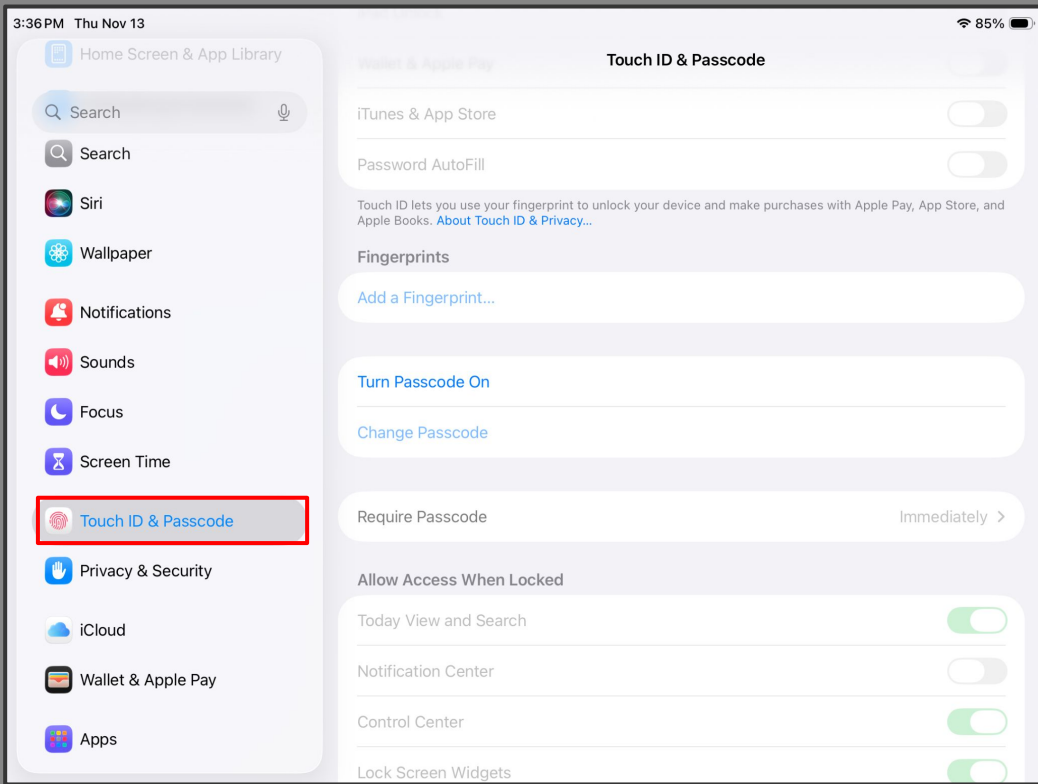 3:36 PM Thu Nov 13
85%
Home Screen & App Library
Search
Search
Siri
Wallpaper
Notifications
Sounds
Focus
Screen Time
Touch ID & Passcode
Privacy & Security
iCloud
Wallet & Apple Pay
Apps
Touch ID & Passcode
Wallet & Apple Pay
iTunes & App Store
Password AutoFill
Touch ID lets you use your fingerprint to unlock your device and make purchases with Apple Pay, App Store, and
Apple Books. About Touch ID & Privacy...
Fingerprints
Add a Fingerprint...
Turn Passcode On
Change Passcode
Require Passcode Immediately
Allow Access When Locked
Today View and Search
Notification Center
Control Center
Lock Screen Widgets